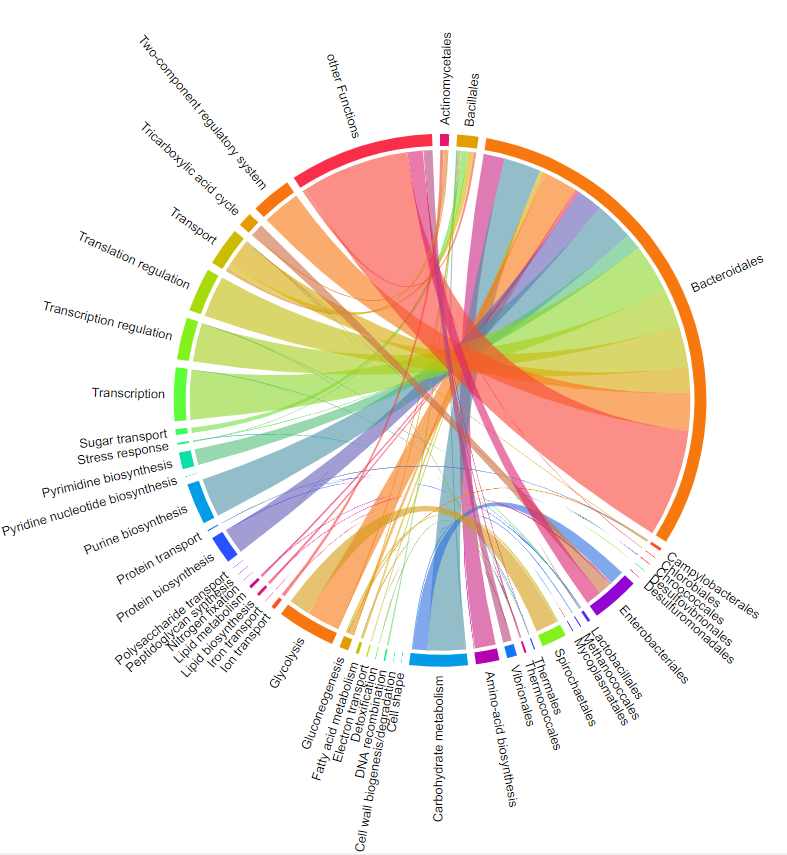 Actinomycetales
Bacillales
Bacteroidales
Campylobacterales
Chlorobiales
Chroococcales
Desulfovibrionales
Desulfuromonadales
Enterobacteriales
Lactobacillales
Methanococcales
Mycoplasmatales
Spirochaetales
Thermales
Thermococcales
Vibrionales
Amino-acid biosynthesis
Carbohydrate metabolism
Cell shape
Cell wall biogenesis/degradation
DNA recombination
Detoxification
Electron transport
Fatty acid metabolism
Gluconeogenesis
Glycolysis
Ion transport
Iron transport
Lipid biosynthesis
Lipid metabolism
Nitrogen fixation
Peptidoglycan synthesis
Polysaccharide transport
Protein biosynthesis
Protein transport
Purine biosynthesis
Pyridine nucleotide biosynthesis
Pyrimidine biosynthesis
Stress response
Sugar transport
Transcription
Transcription regulation
Translation regulation
Transport
Tricarboxylic acid cycle
Two-component regulatory system
other Functions